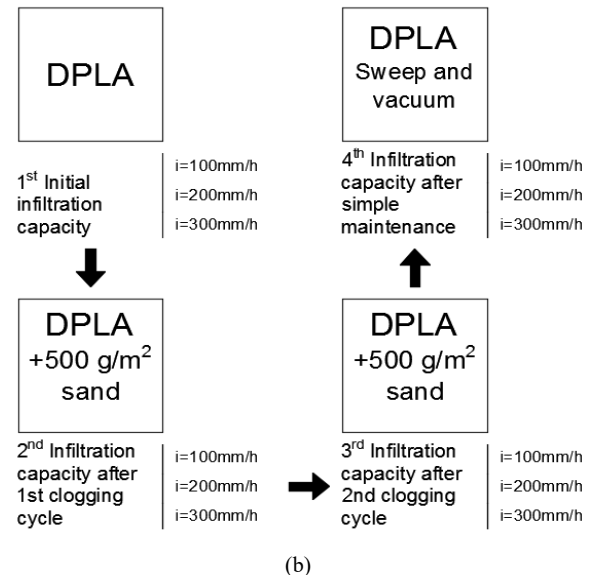 DPLA
1st Initial
infiltration
capacity
i=100mm/h
i=200mm/h
i=300mm/h
DPLA
+500 g/m²
sand
2nd Infiltration
capacity after
1st clogging
cycle
i=100mm/h
i=200mm/h
i=300mm/h
DPLA
+500 g/m²
sand
3rd Infiltration
capacity after
2nd clogging
cycle
i=100mm/h
i=200mm/h
i=300mm/h
DPLA
Sweep and
vacuum
4th Infiltration
capacity after
simple
maintenance
i=100mm/h
i=200mm/h
i=300mm/h
(b)